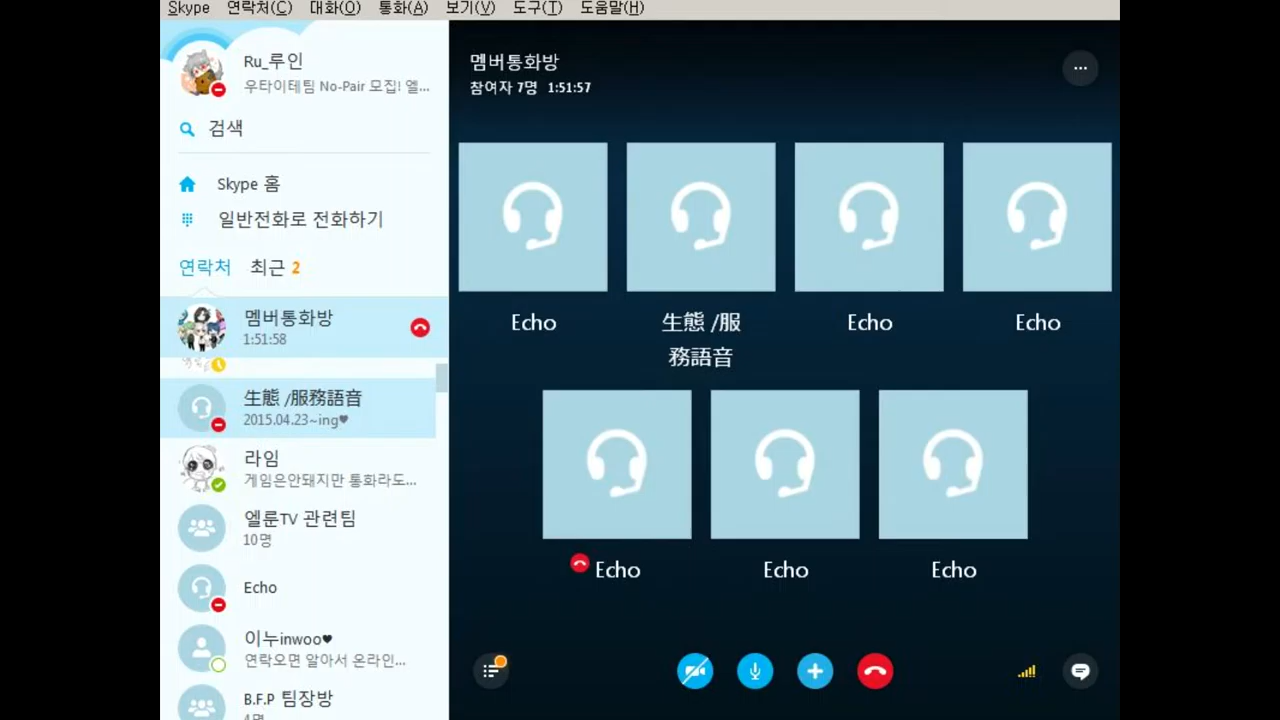 Skype 연락처(C) 대화(O) 통화(A) 보기(V) 도구(T) 도움말(H)
Ru_루인
우타이테팀 No-Pair 모집! 엘...
검색
Skype 홈
일반전화로 전화하기
연락처 최근 2
멤버통화방
1:51:58
生態 /服務語音
2015.04.23~ing♥
라임
게임은안돼지만 통화라도...
엘룬TV 관련팀
10명
Echo
이누inwoo♥
연락오면 알아서 온라인...
B.F.P 팀장방
4명
멤버통화방
참여자 7명 1:51:57
Echo
生態 /服
務語音
Echo
Echo
Echo
Echo
Echo